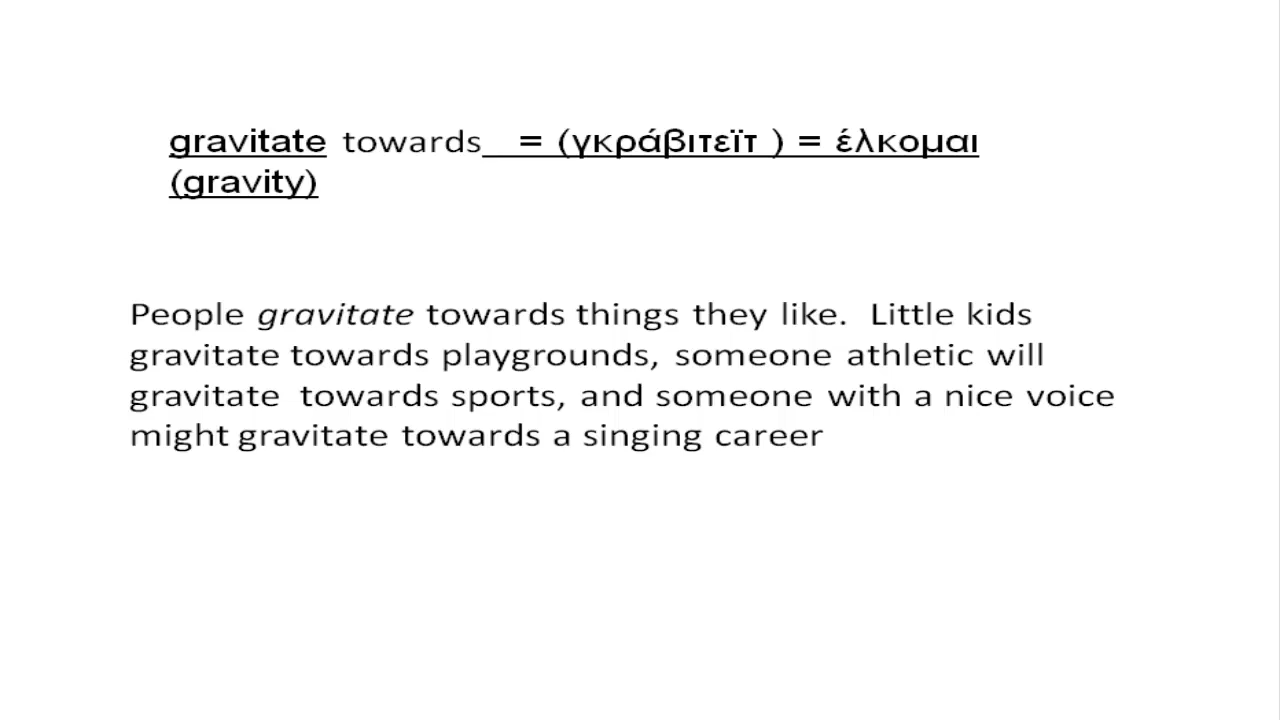 gravitate towards = (γκράβιτεϊτ ) = έλκομαι
(gravity)
People gravitate towards things they like. Little kids
gravitate towards playgrounds, someone athletic will
gravitate towards sports, and someone with a nice voice
might gravitate towards a singing career